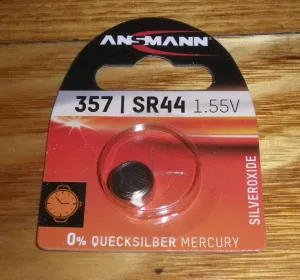 ANSMANN
357 | SR44 1.55V
SILVEROXIDE
0% QUECKSILBER MERCURY